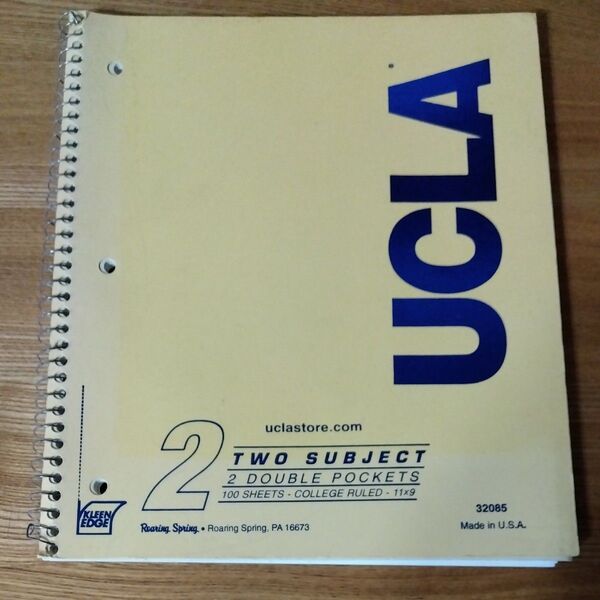 UCLA
uclastore.com
2
TWO SUBJECT
2 DOUBLE POCKETS
100 SHEETS - COLLEGE RULED - 11x9
KLEEN
EDGE
Roaring Spring • Roaring Spring, PA 16673
32085
Made in U.S.A.